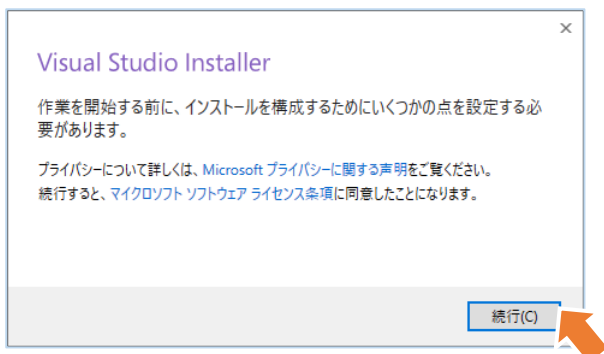 Visual Studio Installer
作業を開始する前に、インストールを構成するためにいくつかの点を設定する必
要があります。
プライバシーについて詳しくは、Microsoft プライバシーに関する声明をご覧ください。
続行すると、マイクロソフト ソフトウェア ライセンス条項に同意したことになります。
続行(C)